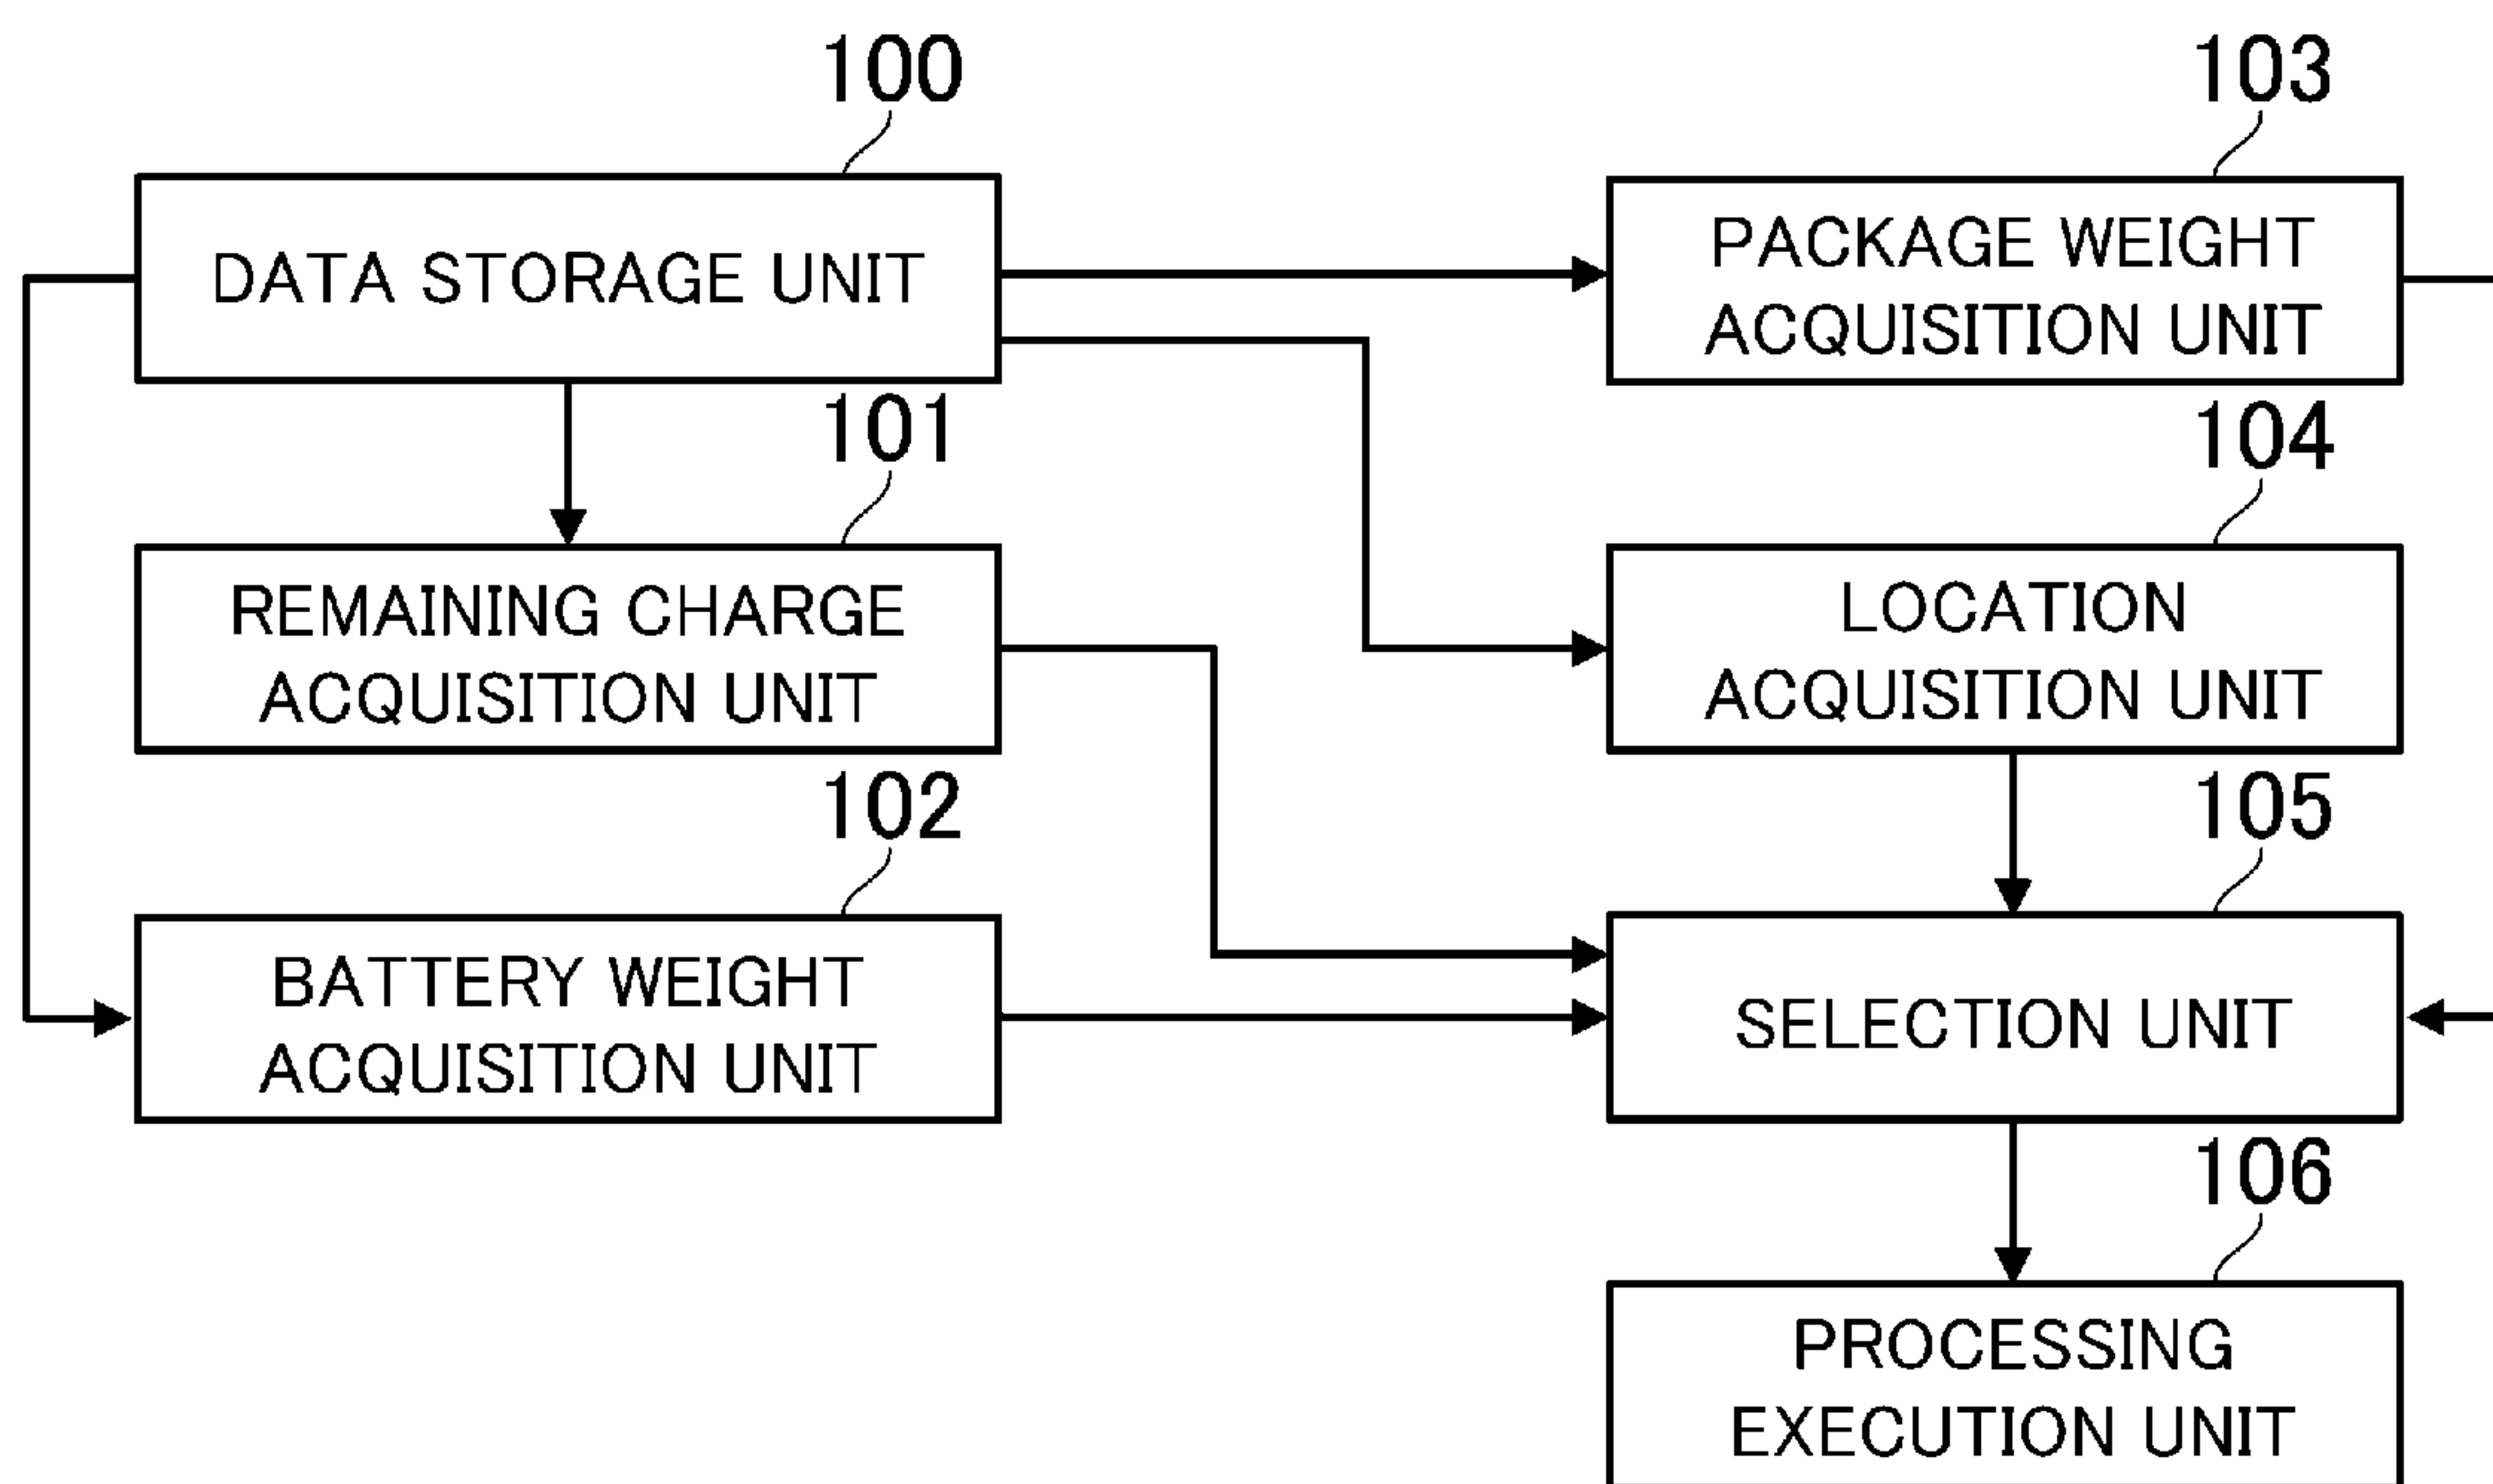 100
DATA STORAGE UNIT
101
REMAINING CHARGE
ACQUISITION UNIT
102
BATTERY WEIGHT
ACQUISITION UNIT
103
PACKAGE WEIGHT
ACQUISITION UNIT
104
LOCATION
ACQUISITION UNIT
105
SELECTION UNIT
106
PROCESSING
EXECUTION UNIT